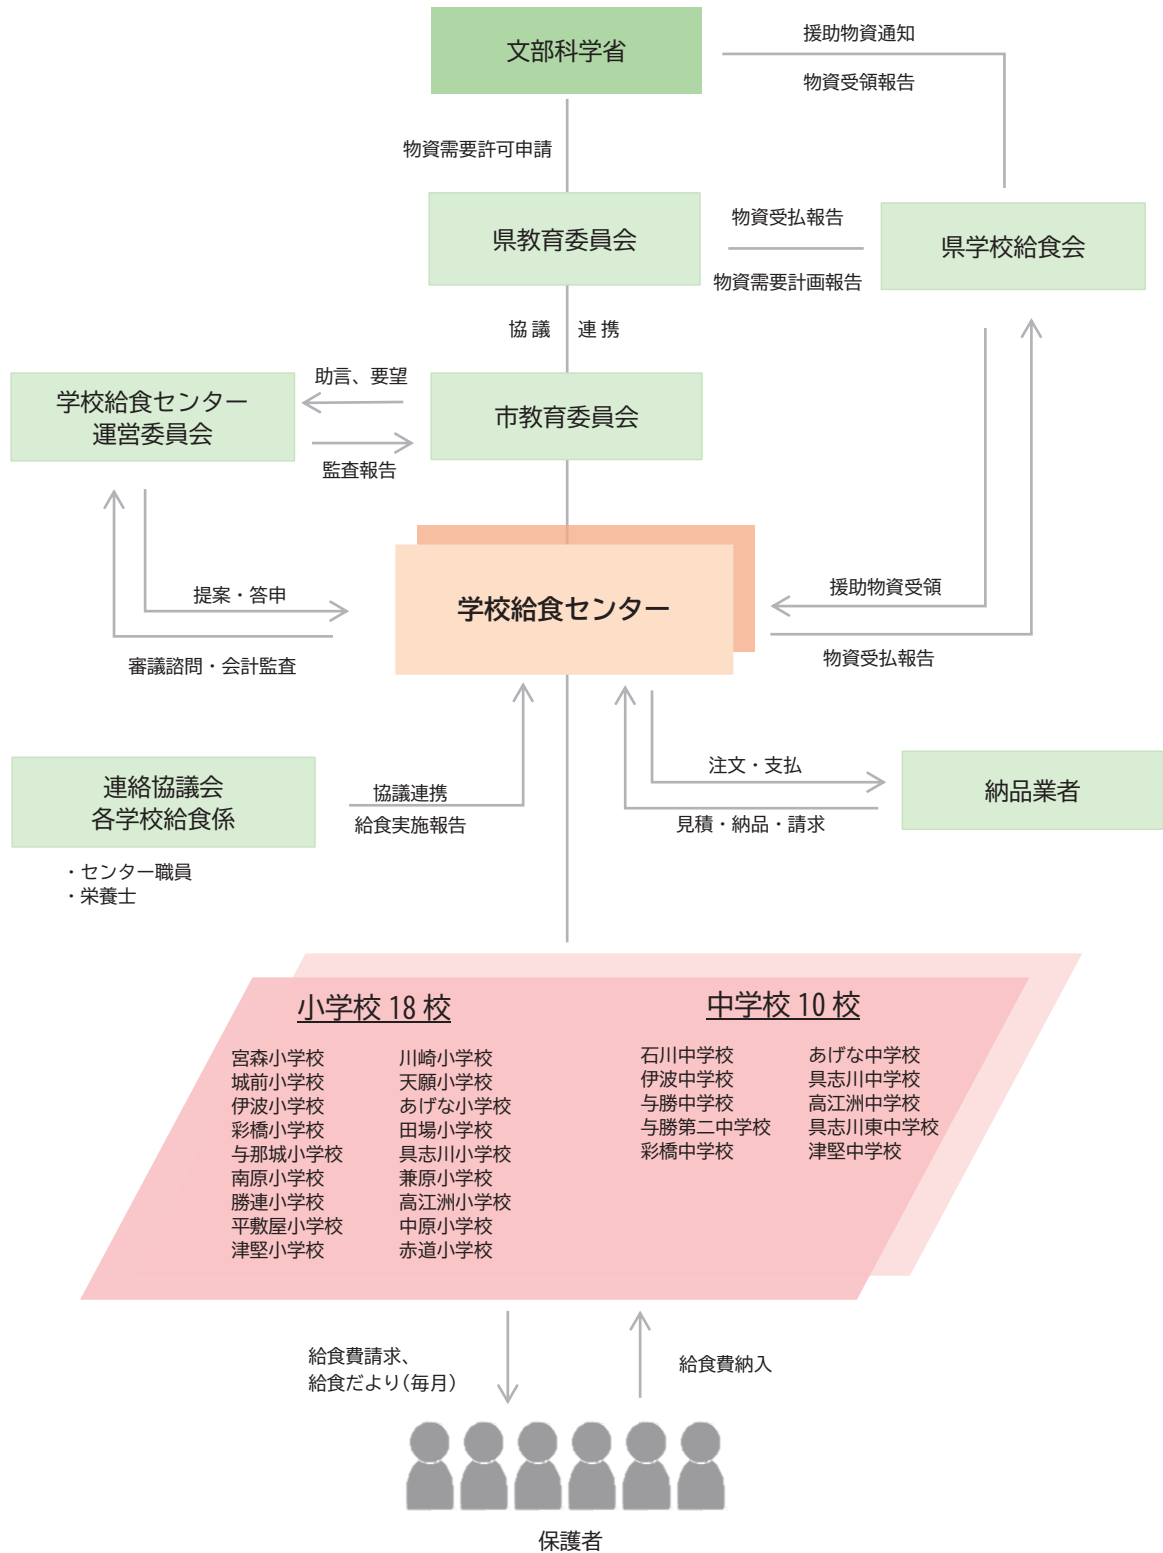 文部科学省
援助物資通知
物資受領報告
物資需要許可申請
県教育委員会
物資受払報告
物資需要計画報告
県学校給食会
協議 連携
学校給食センター
運営委員会
助言、要望
監査報告
市教育委員会
提案・答申
審議諮問・会計監査
学校給食センター
援助物資受領
物資受払報告
連絡協議会
各学校給食係
・センター職員
・栄養士
協議連携
給食実施報告
注文・支払
見積・納品・請求
納品業者
小学校 18 校
宮森小学校
城前小学校
伊波小学校
彩橋小学校
与那城小学校
南原小学校
勝連小学校
平敷屋小学校
津堅小学校
川崎小学校
天願小学校
あげな小学校
田場小学校
具志川小学校
兼原小学校
高江洲小学校
中原小学校
赤道小学校
中学校 10 校
石川中学校
伊波中学校
与勝中学校
与勝第二中学校
彩橋中学校
あげな中学校
具志川中学校
高江洲中学校
具志川東中学校
津堅中学校
給食費請求、
給食だより(毎月)
給食費納入
保護者